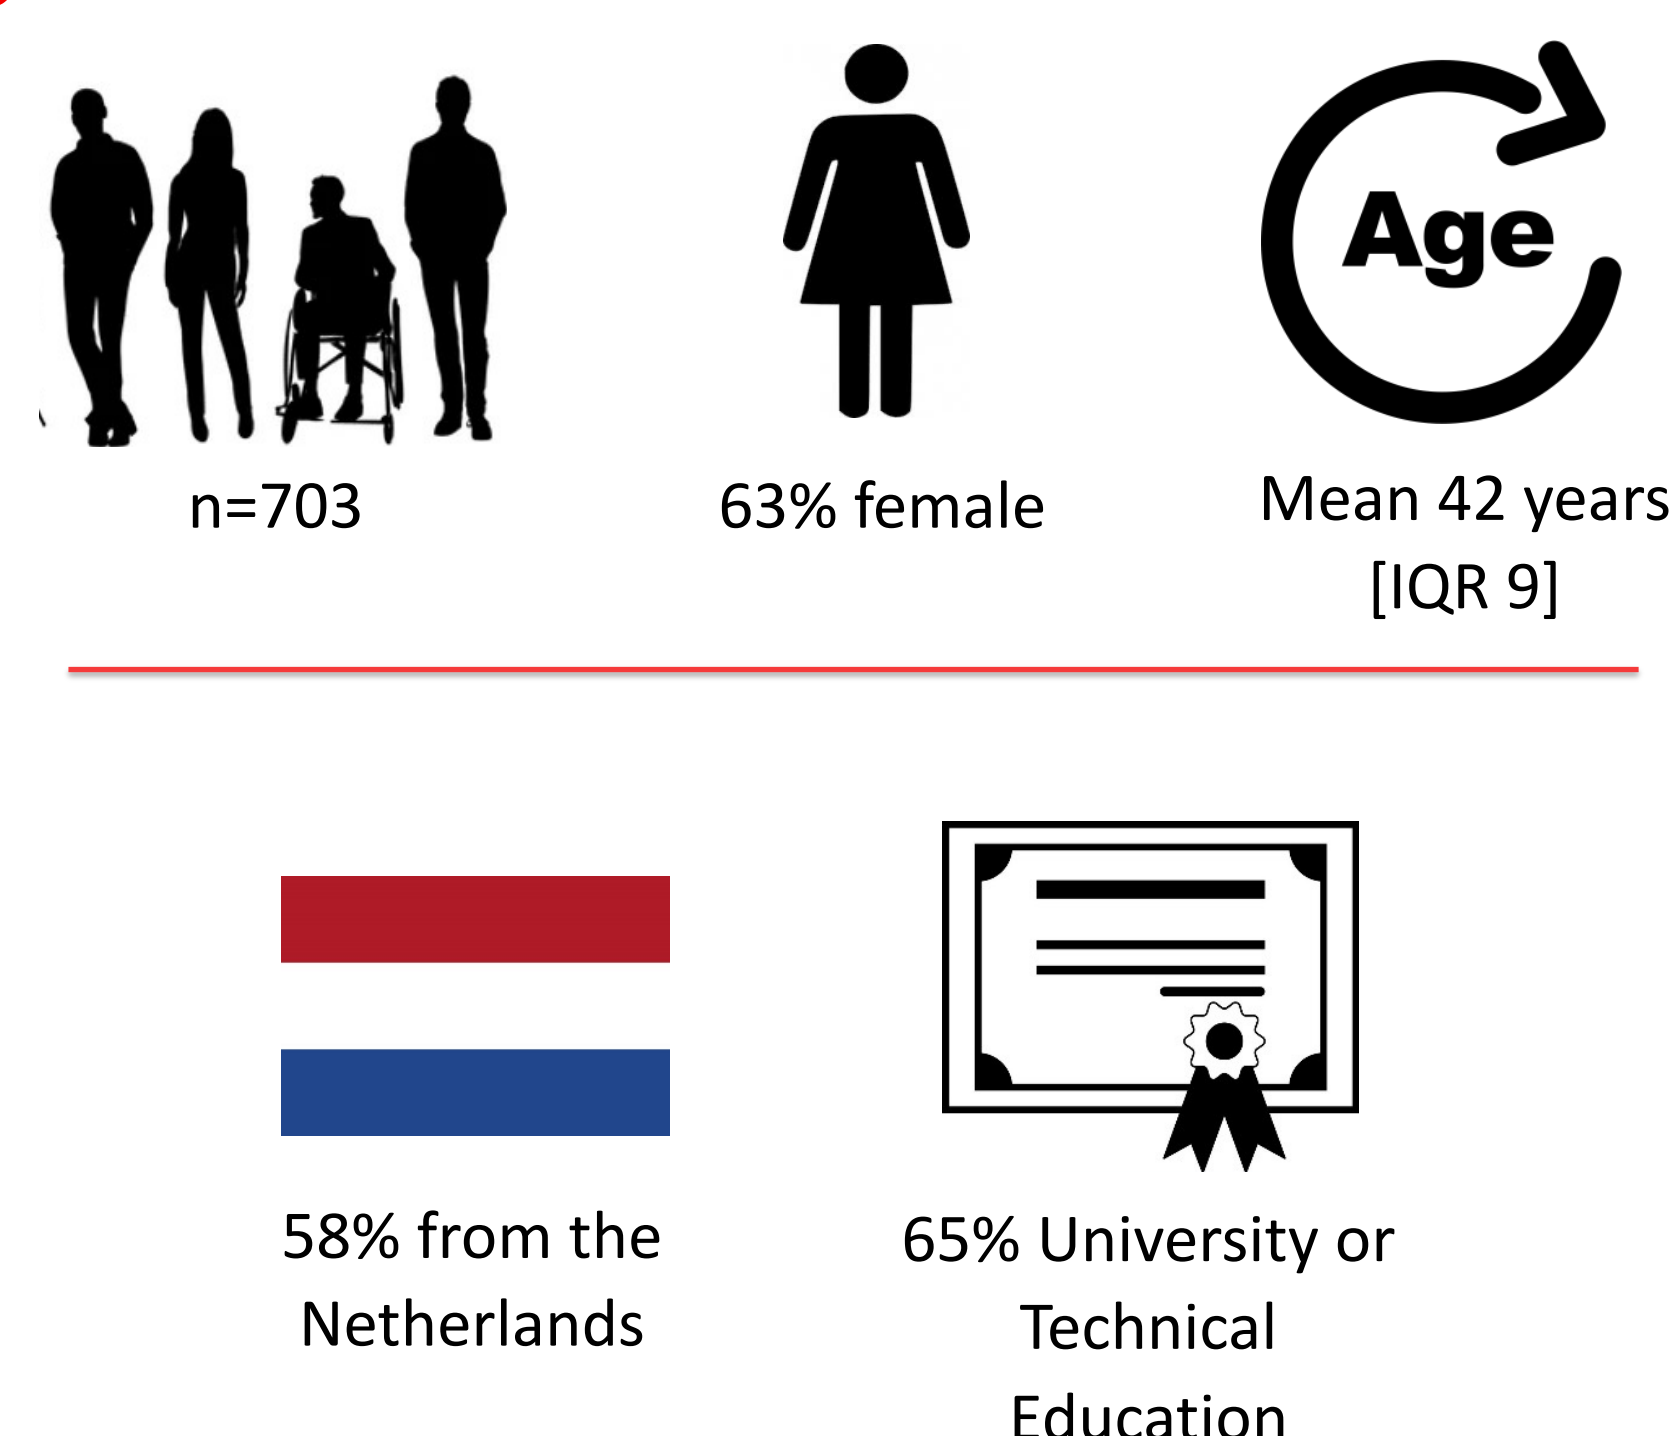 Age
n=703
63% female
Mean 42 years
[IQR 9]
58% from the
Netherlands
65% University or
Technical
Education